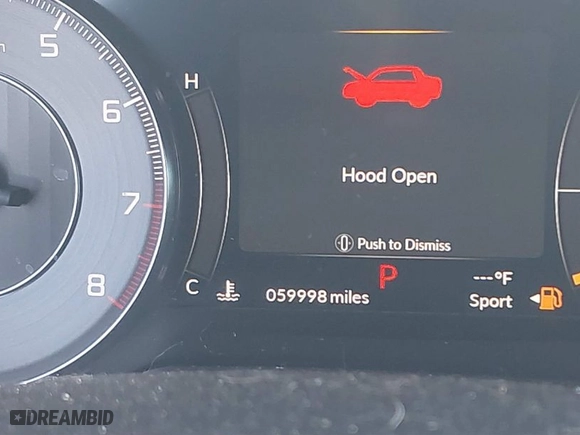 5
6
7
8
H
C
Hood Open
Push to Dismiss
P
---°F
059998 miles
Sport
DREAMBID